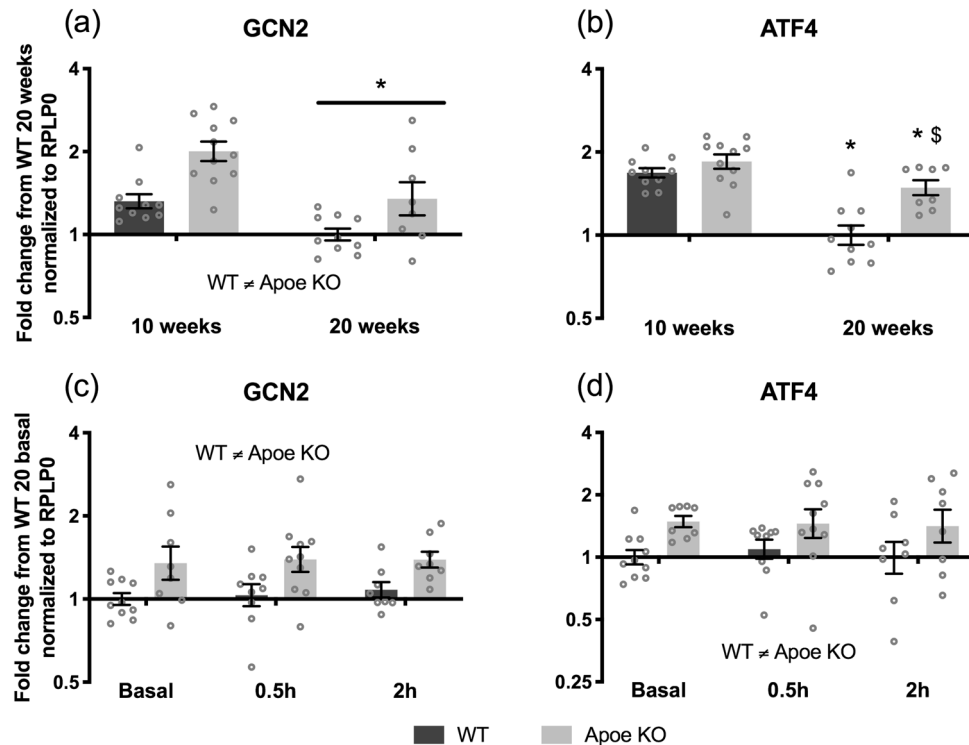 (a)
GCN2
Fold change from WT 20 weeks
normalized to RPLP0
4
2
1
0.5
*
WT ≠ Apoe KO
10 weeks
20 weeks
(b)
ATF4
4
2
1
0.5
*
* $
10 weeks
20 weeks
(c)
GCN2
Fold change from WT 20 basal
normalized to RPLP0
4
2
1
0.5
WT ≠ Apoe KO
Basal
0.5h
2h
(d)
ATF4
4
2
1
0.5
0.25
WT ≠ Apoe KO
Basal
0.5h
2h
WT
Apoe KO